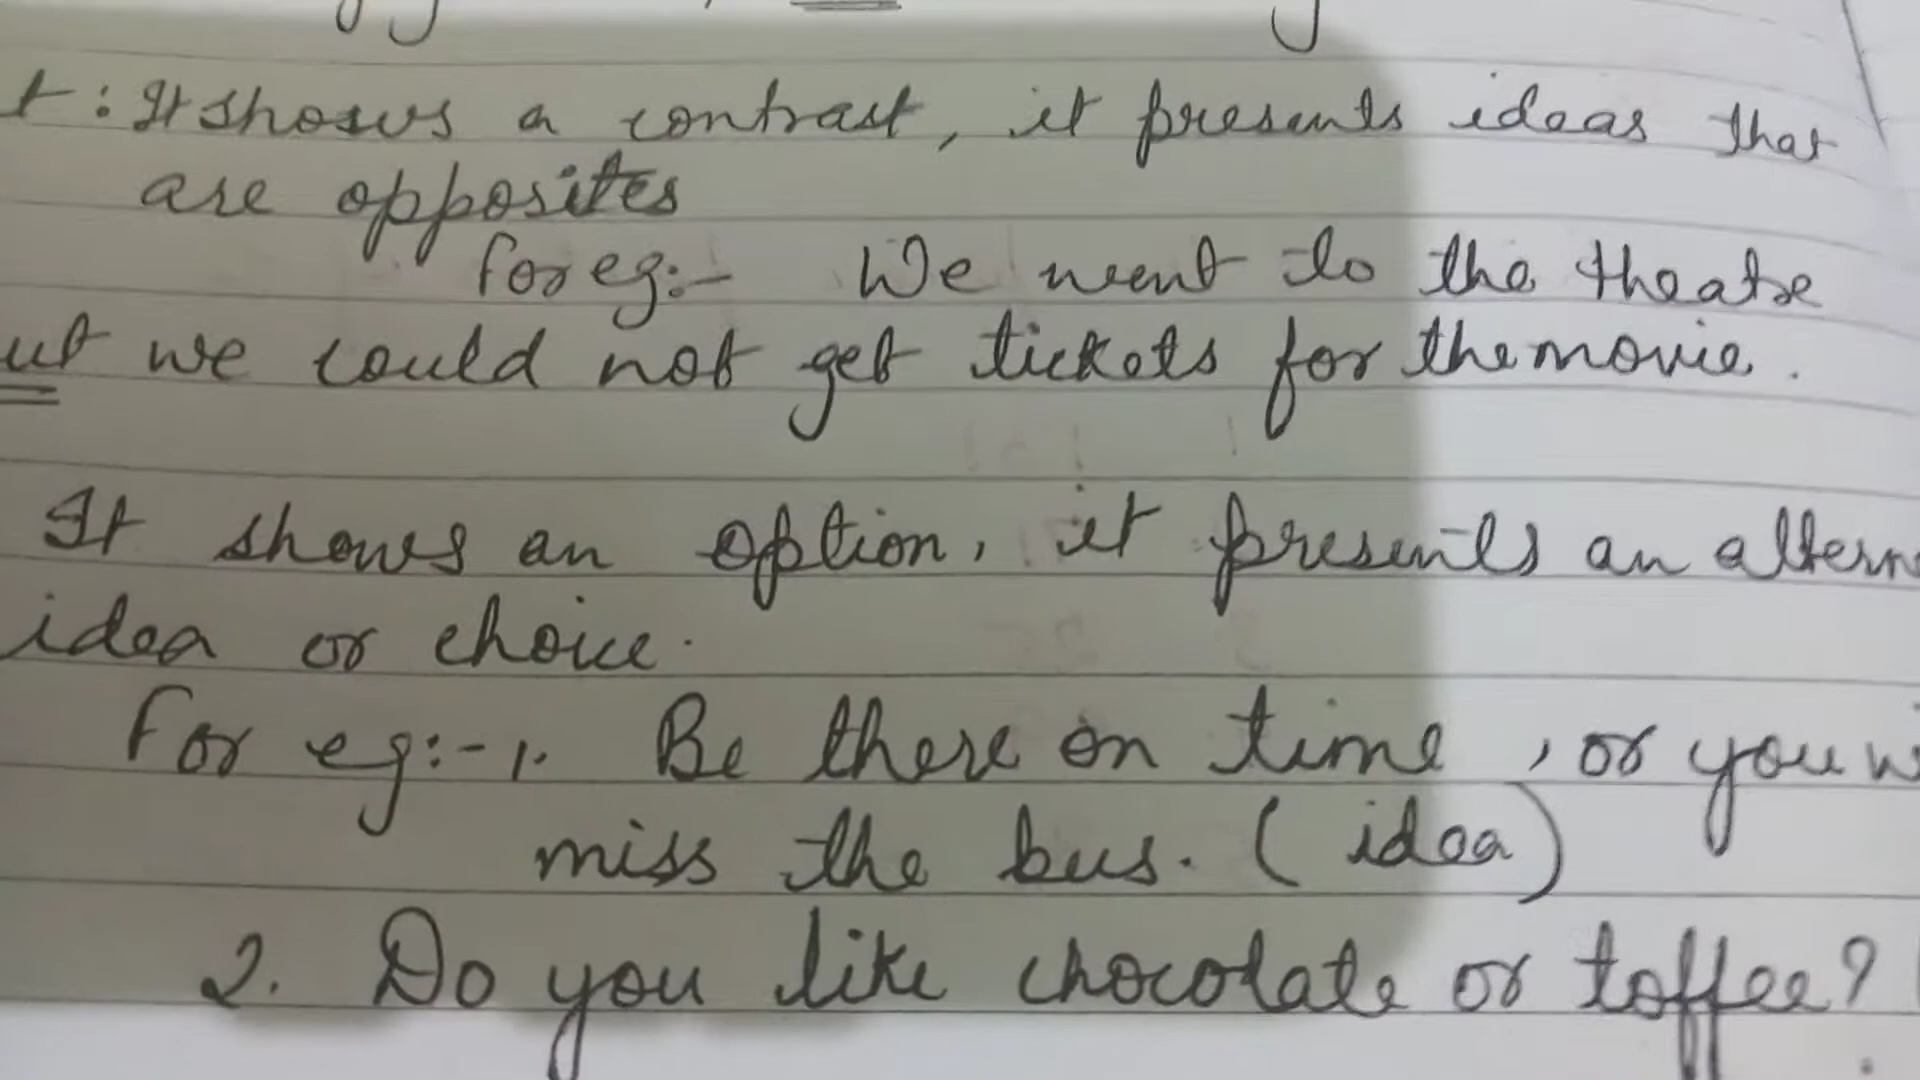 t : It shows a contrast, it presents ideas that
are opposites
for eg:- We went to the theatre
ut we could not get tickets for the movie.
It shows an option, it presents an altern
idea or choice.
For eg:- 1. Be there on time, or you w
miss the bus. (idea)
2. Do you like chocolate or toffee?